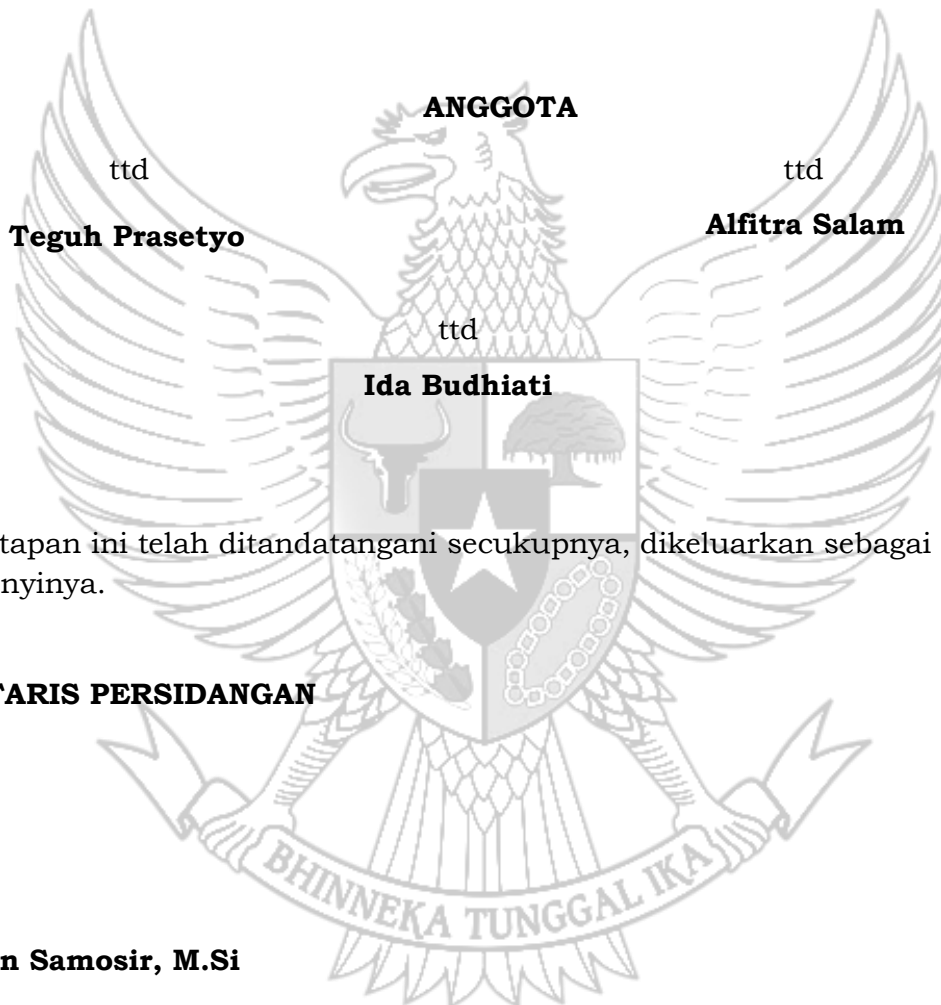 ANGGOTA
ttd ttd
Teguh Prasetyo Alfitra Salam
ttd
Ida Budhiati
tapan ini telah ditandatangani secukupnya, dikeluarkan sebagai
nyinya.
TARIS PERSIDANGAN
BHINNEKA TUNGGAL IKA
n Samosir, M.Si